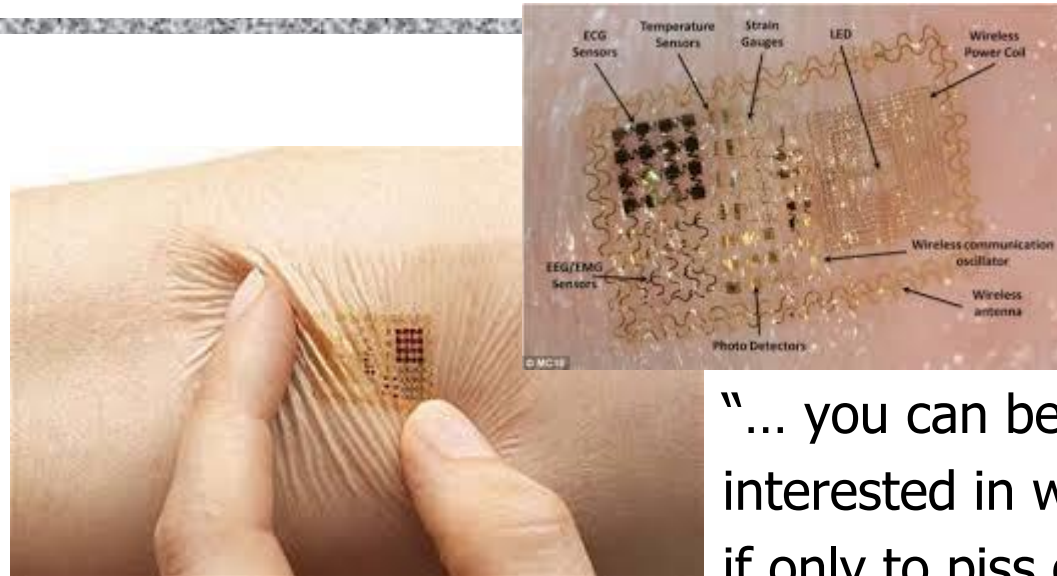 ECG
Sensors
Temperature
Sensors
Strain
Gauges
LED
Wireless
Power Coil
EEG/EMG
Sensors
Wireless communication
oscillator
Wireless
antenna
Photo Detectors
© MC10
“... you can be
interested in w
if only to piss o